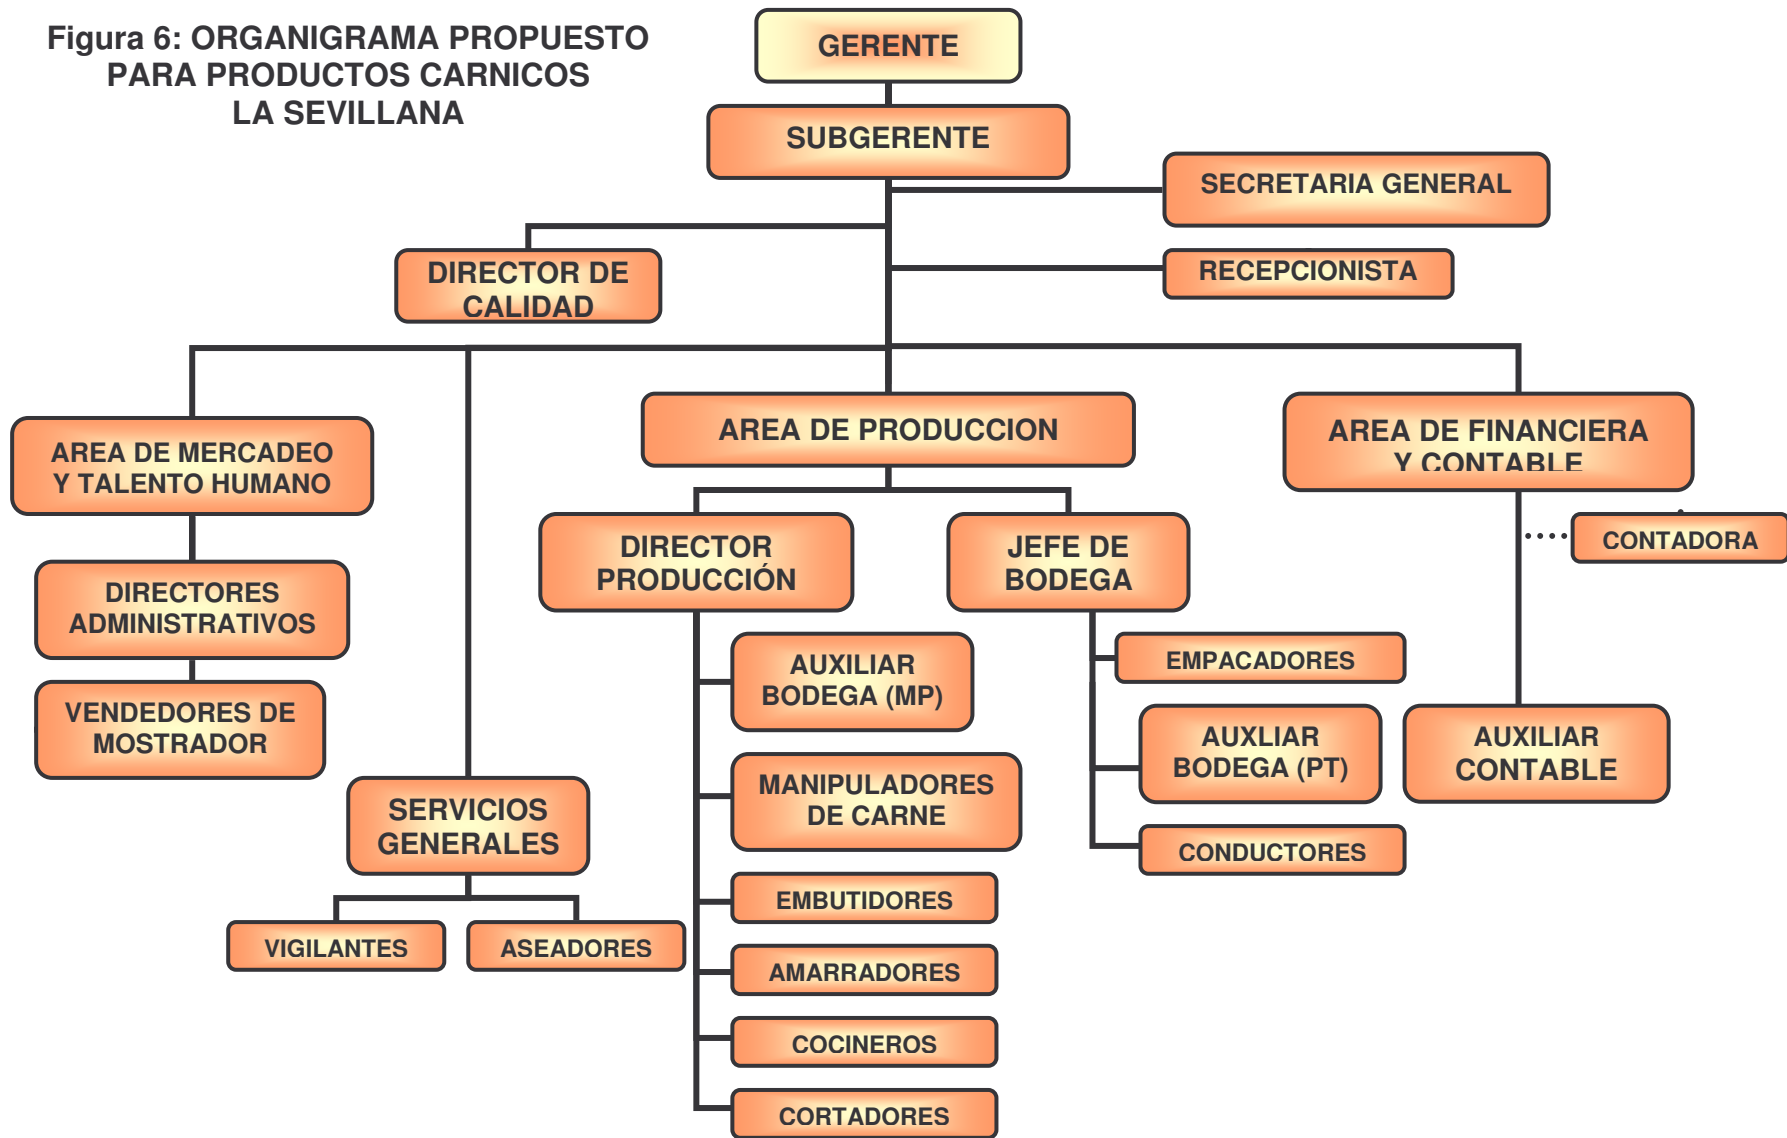 Figura 6: ORGANIGRAMA PROPUESTO
PARA PRODUCTOS CARNICOS
LA SEVILLANA
GERENTE
SUBGERENTE
SECRETARIA GENERAL
DIRECTOR DE
CALIDAD
RECEPCIONISTA
AREA DE MERCADEO
Y TALENTO HUMANO
AREA DE PRODUCCION
AREA DE FINANCIERA
Y CONTABLE
DIRECTORES
ADMINISTRATIVOS
VENDEDORES DE
MOSTRADOR
SERVICIOS
GENERALES
VIGILANTES
ASEADORES
DIRECTOR
PRODUCCIÓN
AUXILIAR
BODEGA (MP)
MANIPULADORES
DE CARNE
EMBUTIDORES
AMARRADORES
COCINEROS
CORTADORES
JEFE DE
BODEGA
EMPACADORES
AUXLIAR
BODEGA (PT)
CONDUCTORES
CONTADORA
AUXILIAR
CONTABLE